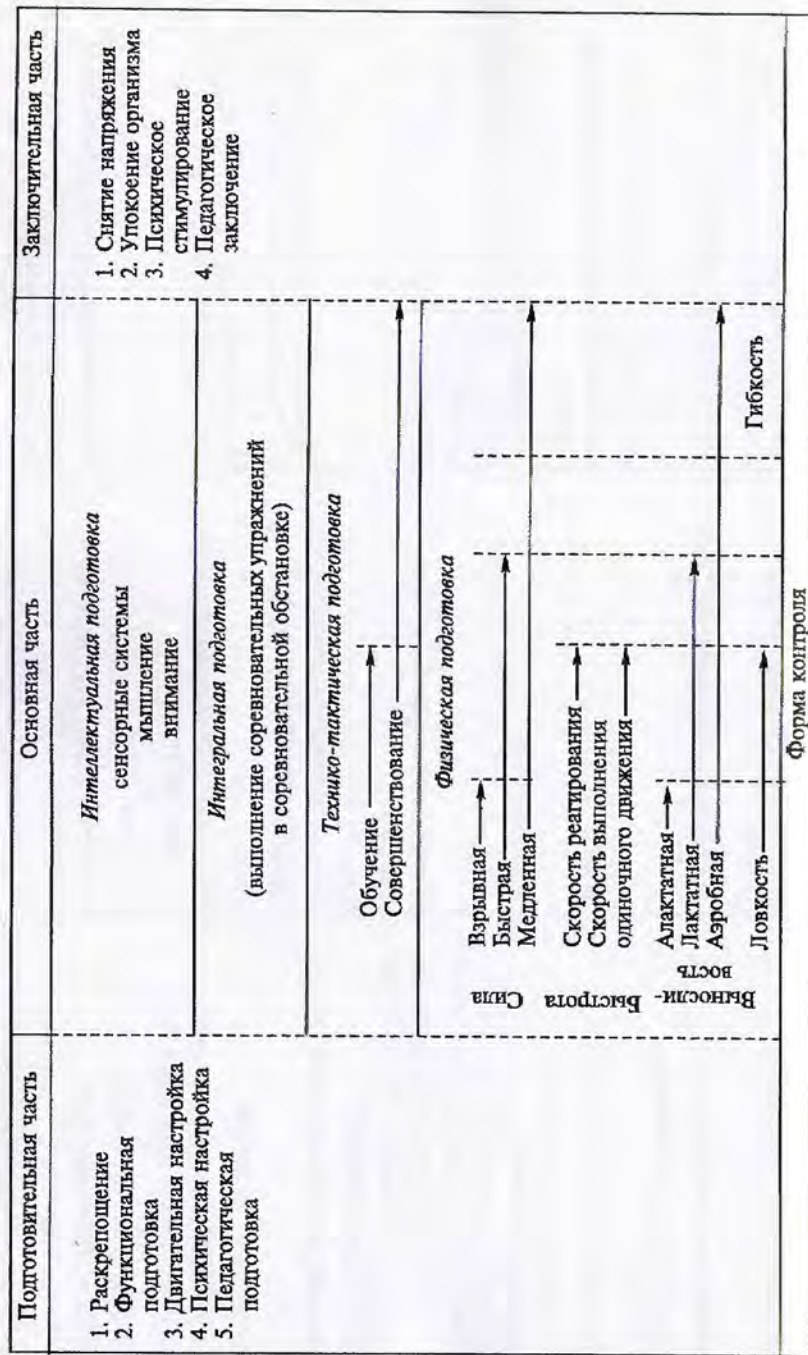 Подготовительная часть
1. Раскрепощение
2. Функциональная
подготовка
3. Двигательная настройка
4. Психическая настройка
5. Педагогическая
подготовка
Основная часть
Интеллектуальная подготовка
сенсорные системы
мышление
внимание
Интегральная подготовка
(выполнение соревновательных упражнений
в соревновательной обстановке)
Технико-тактическая подготовка
Обучение
Совершенствование
Физическая подготовка
Сила
Взрывная
Быстрая
Медленная
Быстрота
Скорость реагирования
Скорость выполнения
одиночного движения
Выносли-
вость
Алактатная
Лактатная
Аэробная
Ловкость
Гибкость
Заключительная часть
1. Снятие напряжения
2. Упокоение организма
3. Психическое
стимулирование
4. Педагогическое
заключение
Форма контроля